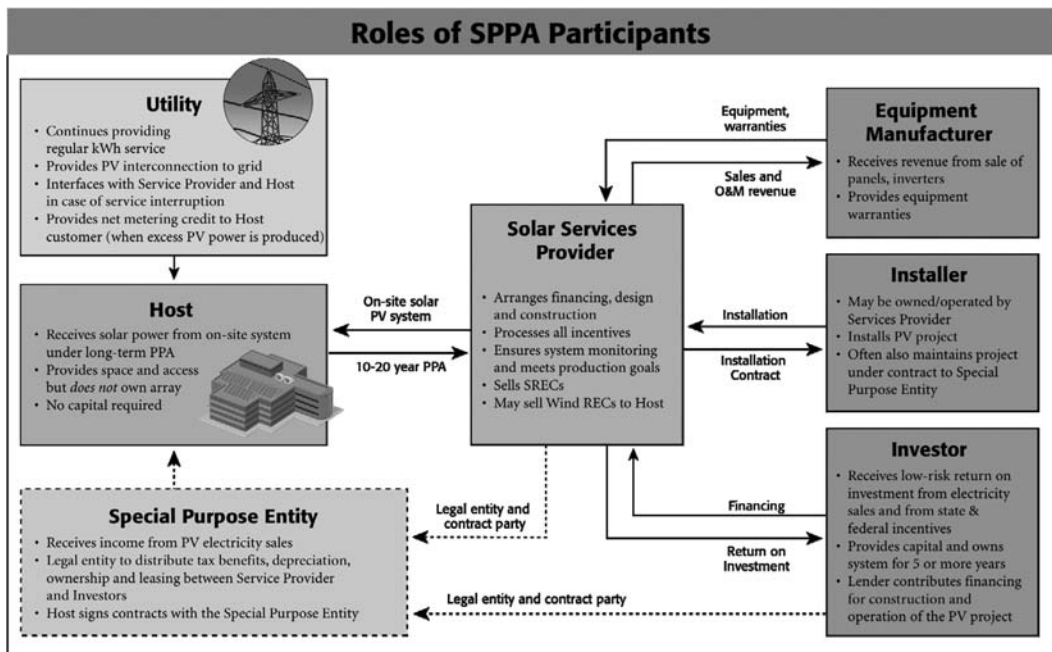 Roles of SPPA Participants
Utility
• Continues providing
regular kWh service
• Provides PV interconnection to grid
• Interfaces with Service Provider and Host
in case of service interruption
• Provides net metering credit to Host
customer (when excess PV power is produced)
Host
• Receives solar power from on-site system
under long-term PPA
• Provides space and access
but does not own array
• No capital required
Special Purpose Entity
• Receives income from PV electricity sales
• Legal entity to distribute tax benefits, depreciation,
ownership and leasing between Service Provider
and Investors
• Host signs contracts with the Special Purpose Entity
On-site solar
PV system
10-20 year PPA
Solar Services
Provider
• Arranges financing, design
and construction
• Processes all incentives
• Ensures system monitoring
and meets production goals
• Sells SRECs
• May sell Wind RECs to Host
Legal entity and
contract party
Legal entity and contract party
Equipment,
warranties
Sales and
O&M revenue
Installation
Installation
Contract
Financing
Return on
Investment
Equipment
Manufacturer
• Receives revenue from sale of
panels, inverters
• Provides equipment
warranties
Installer
• May be owned/operated by
Services Provider
• Installs PV project
• Often also maintains project
under contract to Special
Purpose Entity
Investor
• Receives low-risk return on
investment from electricity
sales and from state &
federal incentives
• Provides capital and owns
system for 5 or more years
• Lender contributes financing
for construction and
operation of the PV project